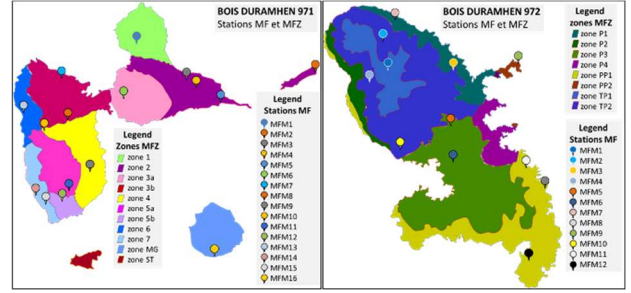 BOIS DURAMHEN 971
Stations MF et MFZ
Legend
Zones MFZ
zone 1
zone 2
zone 3a
zone 3b
zone 4
zone 5a
zone 5b
zone 6
zone 7
zone MG
zone ST
Legend
Stations MF
MFM1
MFM2
MFM3
MFM4
MFM5
MFM6
MFM7
MFM8
MFM9
MFM10
MFM11
MFM12
MFM13
MFM14
MFM15
MFM16
BOIS DURAMHEN 972
Stations MF et MFZ
Legend
zones MFZ
zone P1
zone P2
zone P3
zone P4
zone PP1
zone PP2
zone TP1
zone TP2
Legend
Stations MF
MFM1
MFM2
MFM3
MFM4
MFM5
MFM6
MFM7
MFM8
MFM9
MFM10
MFM11
MFM12